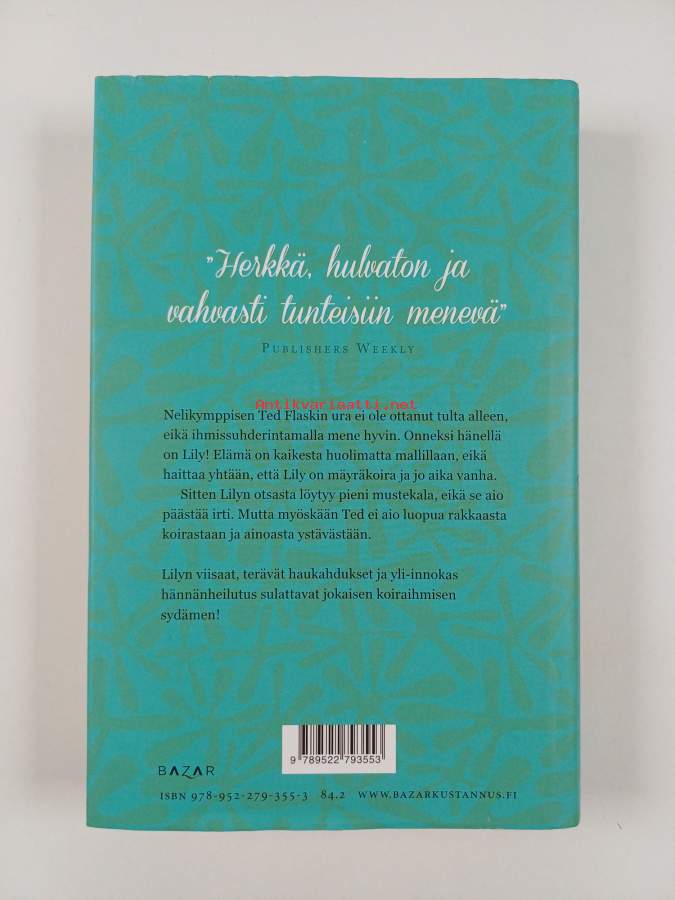 "Herkkä, hulvaton ja
vahvasti tunteisiin menevä"
PUBLISHERS WEEKLY
Antikvariaatti.net
Nelikymppisen Ted Flaskin ura ei ole ottanut tulta alleen,
eikä ihmissuhderintamalla mene hyvin. Onneksi hänellä
on Lily! Elämä on kaikesta huolimatta mallillaan, eikä
haittaa yhtään, että Lily on mäyräkoira ja jo aika vanha.
Sitten Lilyn otsasta löytyy pieni mustekala, eikä se aio
päästää irti. Mutta myöskään Ted ei aio luopua rakkaasta
koirastaan ja ainoasta ystävästään.
Lilyn viisaat, terävät haukahdukset ja yli-innokas
hännänheilutus sulattavat jokaisen koiraihmisen
sydämen!
9 789522 793553
BAZAR
ISBN 978-952-279-355-3 84.2 WWW.BAZARKUSTANNUS.FI